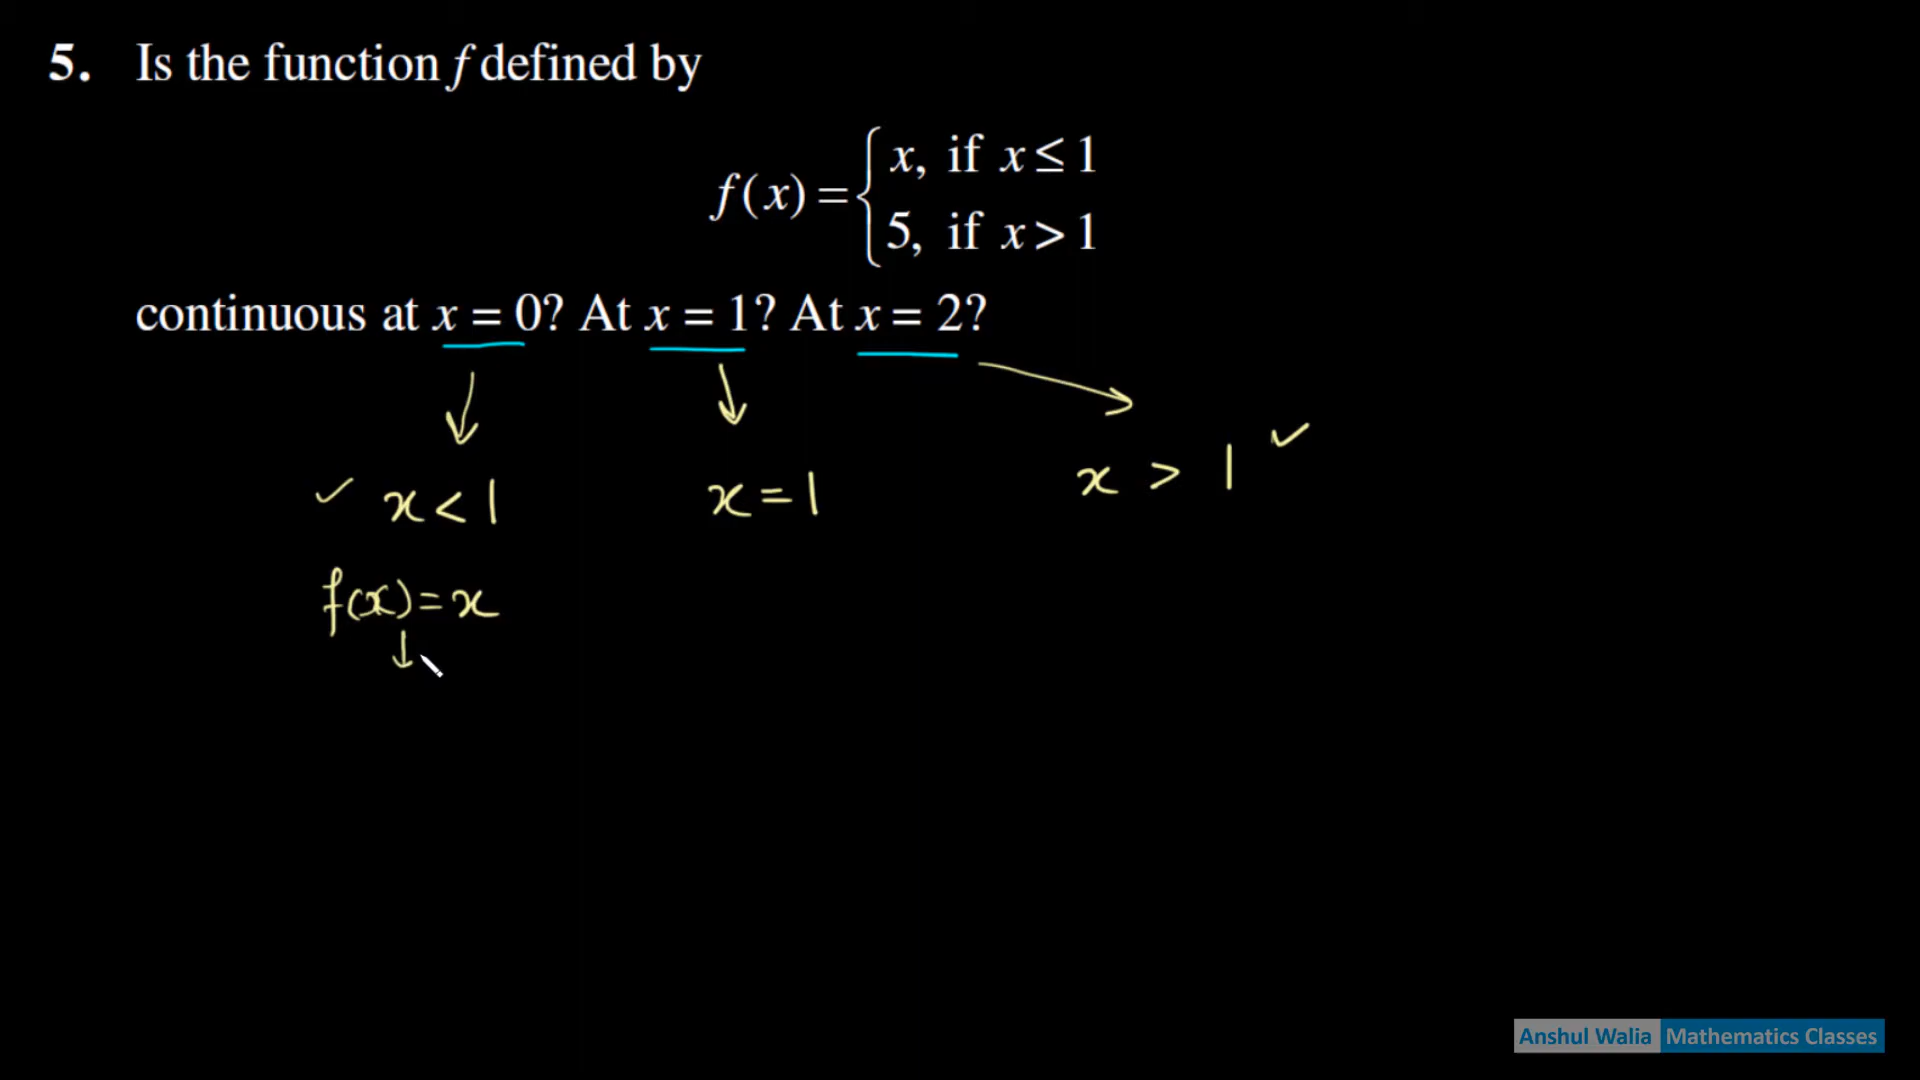 5. Is the function f defined by
f(x) = { x, if x ≤ 1
5, if x > 1
continuous at x = 0? At x = 1? At x = 2?
✓ x < 1
x = 1
x > 1 ✓
f(x) = x
Anshul Walia Mathematics Classes